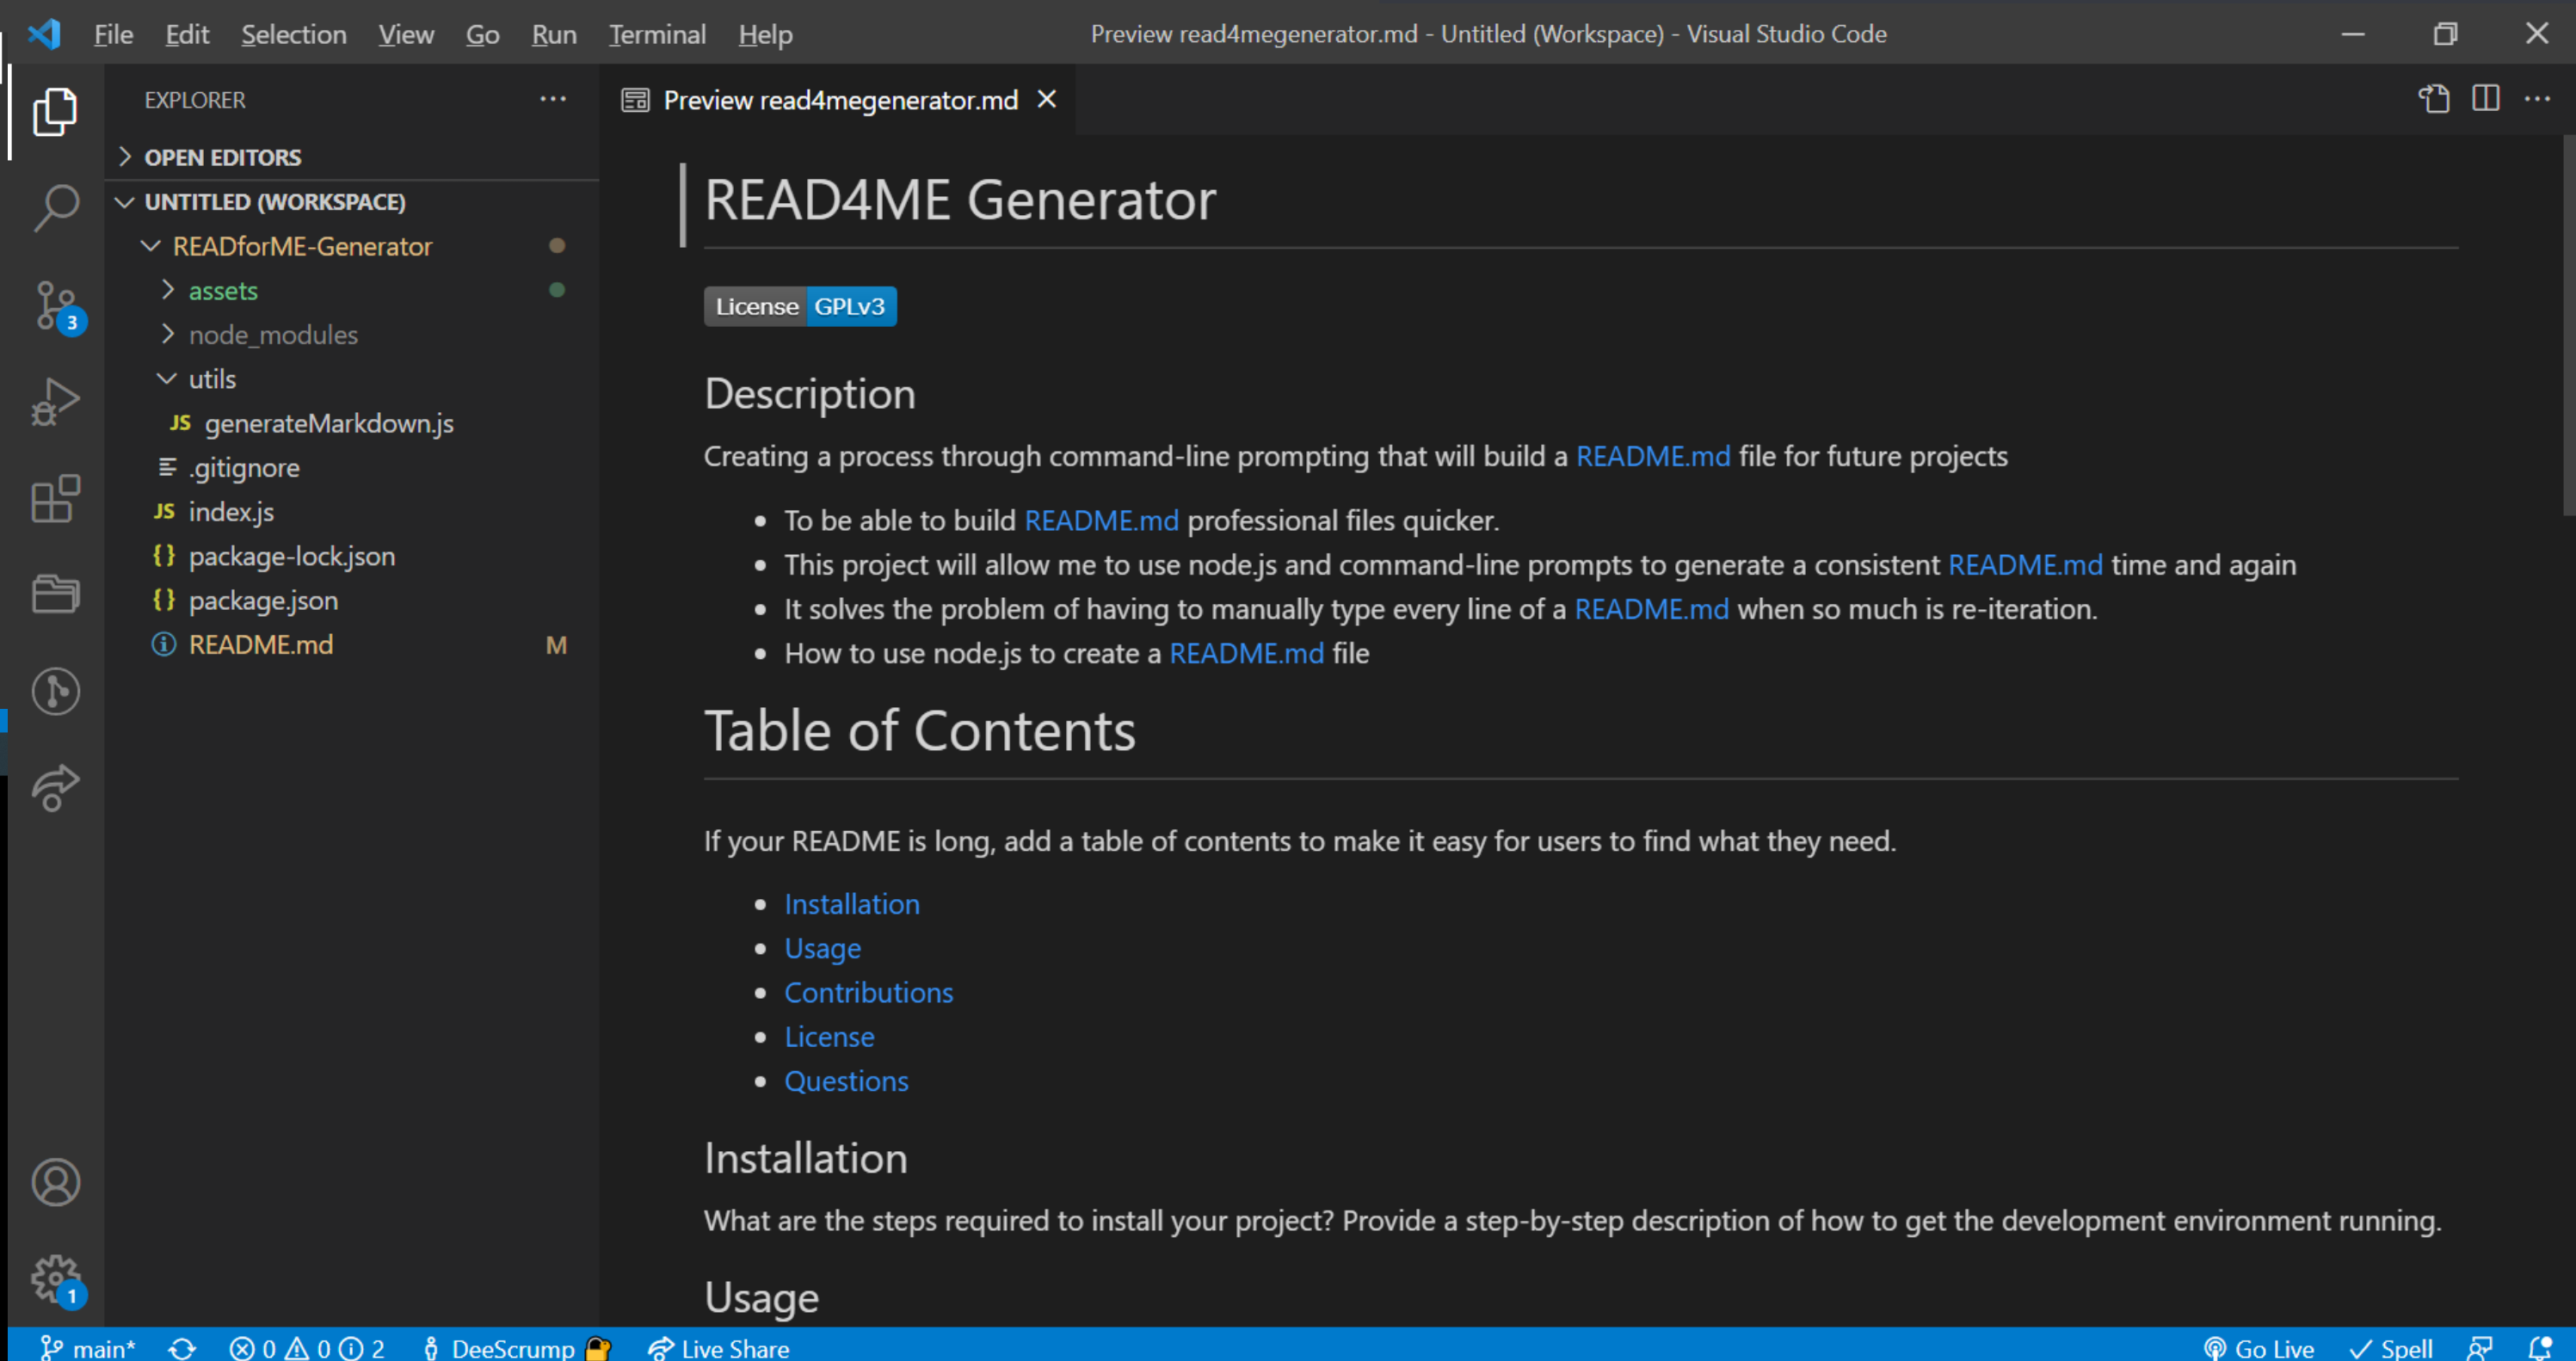 File Edit Selection View Go Run Terminal Help
Preview read4megenerator.md - Untitled (Workspace) - Visual Studio Code
EXPLORER
OPEN EDITORS
UNTITLED (WORKSPACE)
READforME-Generator
assets
node_modules
utils
JS generateMarkdown.js
.gitignore
JS index.js
{} package-lock.json
{} package.json
README.md M
3
1
Preview read4megenerator.md
READ4ME Generator
License GPLv3
Description
Creating a process through command-line prompting that will build a README.md file for future projects
• To be able to build README.md professional files quicker.
• This project will allow me to use node.js and command-line prompts to generate a consistent README.md time and again
• It solves the problem of having to manually type every line of a README.md when so much is re-iteration.
• How to use node.js to create a README.md file
Table of Contents
If your README is long, add a table of contents to make it easy for users to find what they need.
• Installation
• Usage
• Contributions
• License
• Questions
Installation
What are the steps required to install your project? Provide a step-by-step description of how to get the development environment running.
Usage
main* 0 0 2 DeeScrump Live Share Go Live Spell